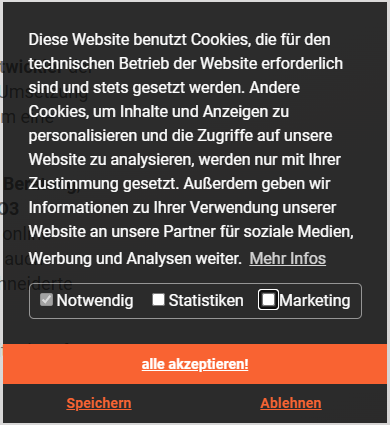 Diese Website benutzt Cookies, die für den
technischen Betrieb der Website erforderlich
sind und stets gesetzt werden. Andere
Cookies, um Inhalte und Anzeigen zu
personalisieren und die Zugriffe auf unsere
Website zu analysieren, werden nur mit Ihrer
Zustimmung gesetzt. Außerdem geben wir
Informationen zu Ihrer Verwendung unserer
Website an unsere Partner für soziale Medien,
Werbung und Analysen weiter. Mehr Infos
Notwendig Statistiken Marketing
alle akzeptieren!
Speichern Ablehnen